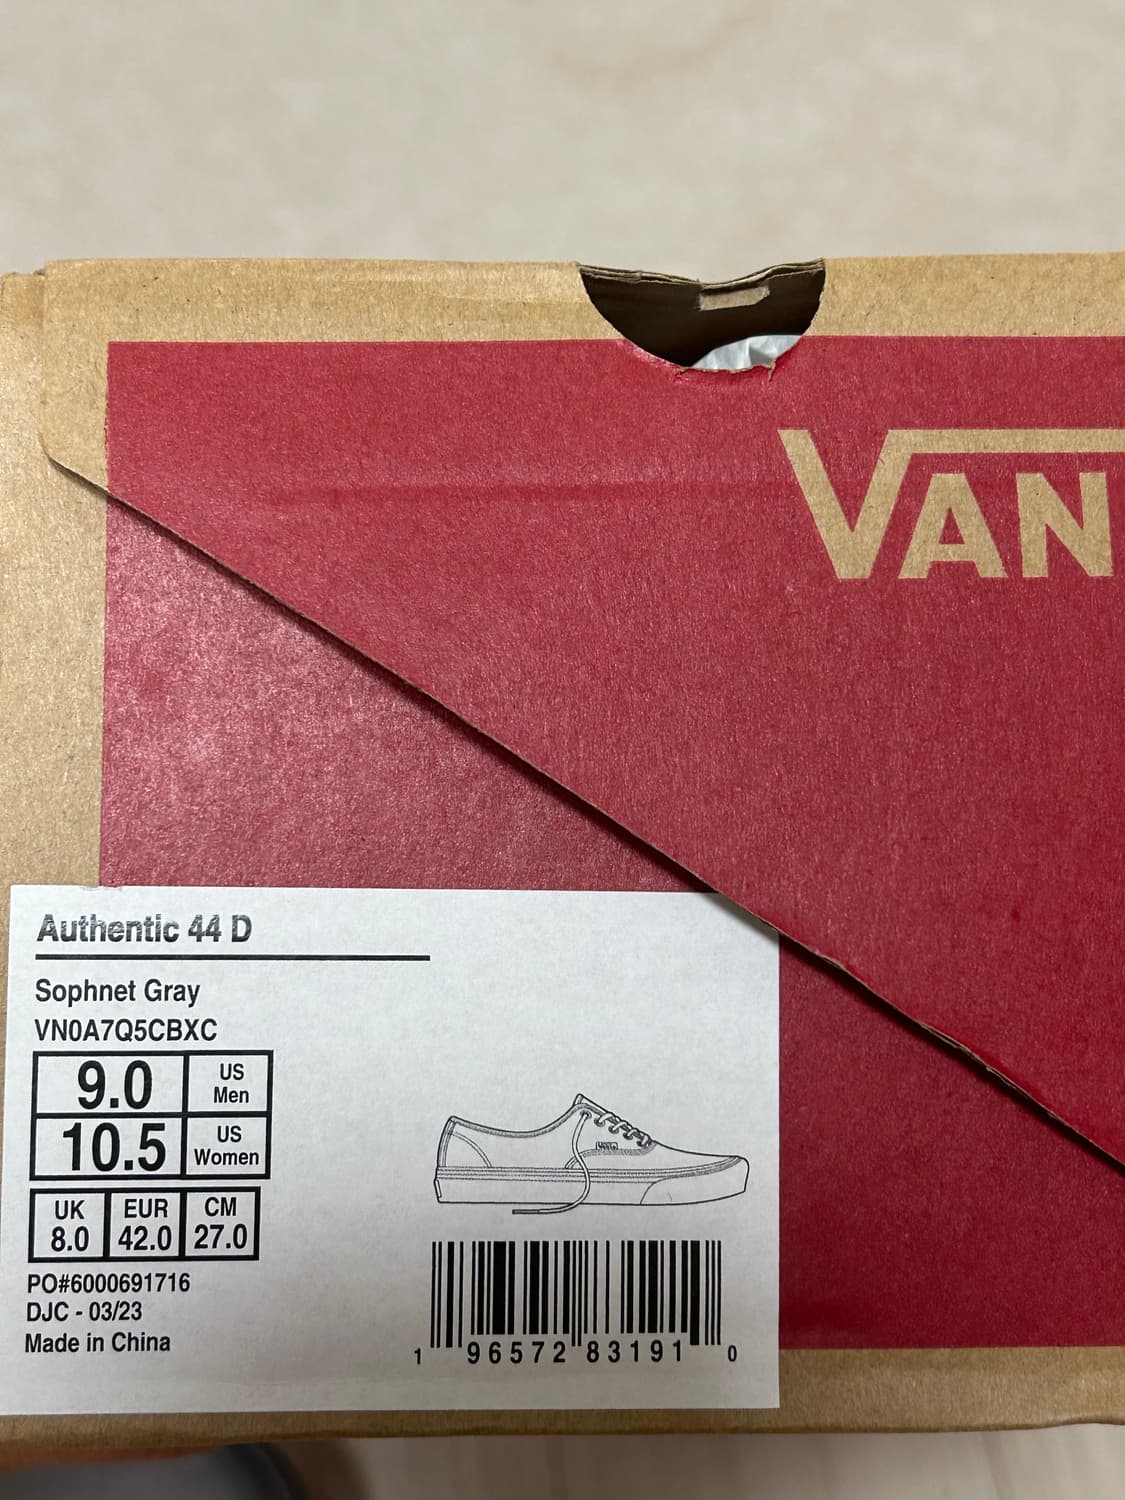 VAN
Authentic 44 D
Sophnet Gray
VN0A7Q5CBXC
9.0 US Men
10.5 US Women
UK EUR CM
8.0 42.0 27.0
PO#6000691716
DJC - 03/23
Made in China
1 96572 83191 0